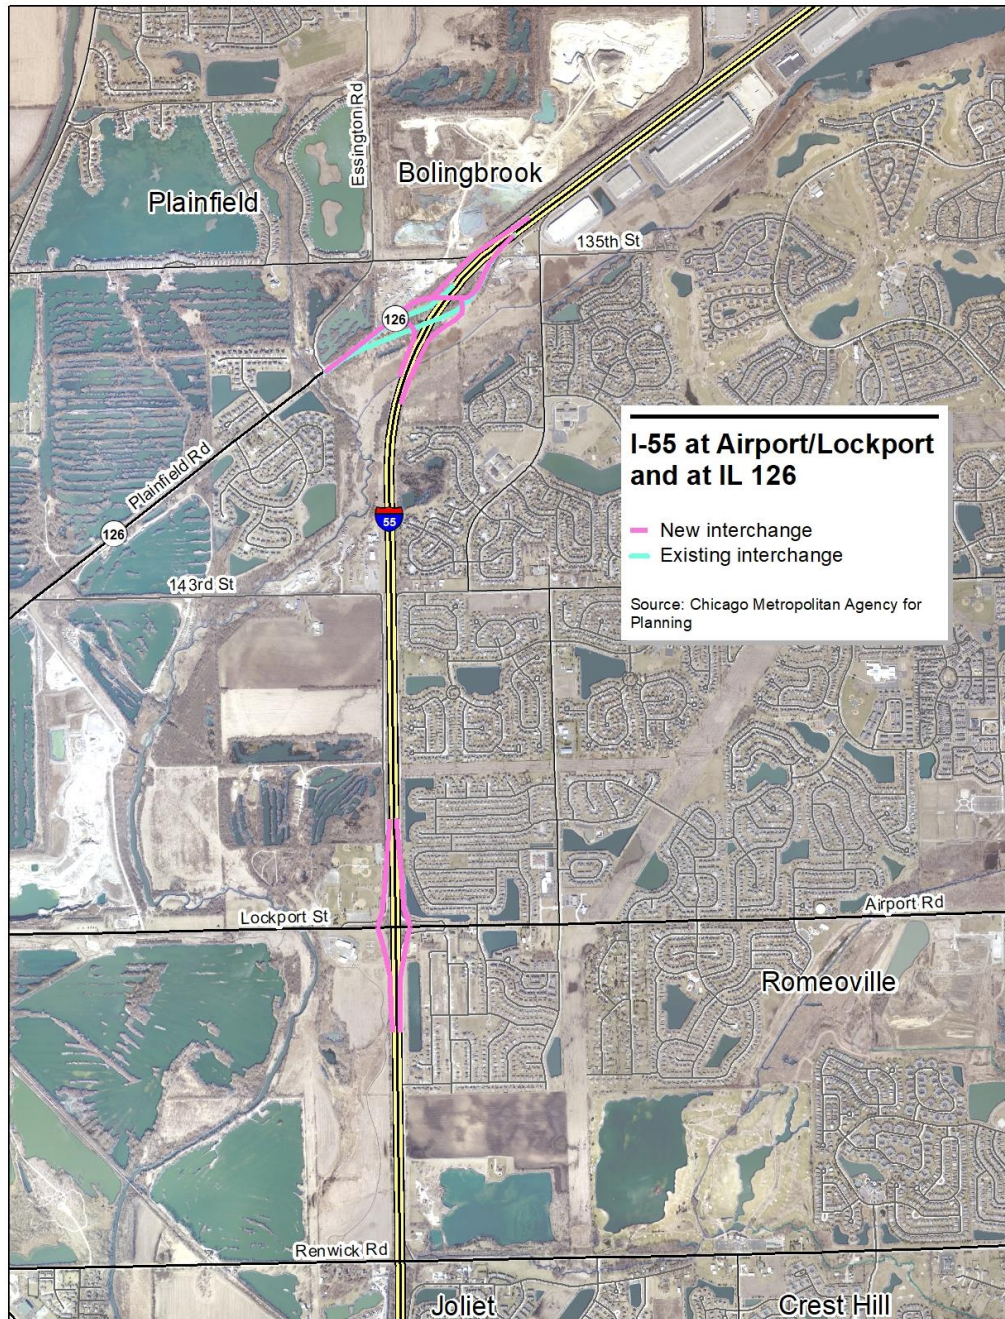 Essington Rd
Bolingbrook
Plainfield
135th St
126
I-55 at Airport/Lockport
and at IL 126
New interchange
Existing interchange
Source: Chicago Metropolitan Agency for
Planning
Plainfield Rd
55
126
143rd St
Airport Rd
Lockport St
Romeoville
Renwick Rd
Joliet
Crest Hill